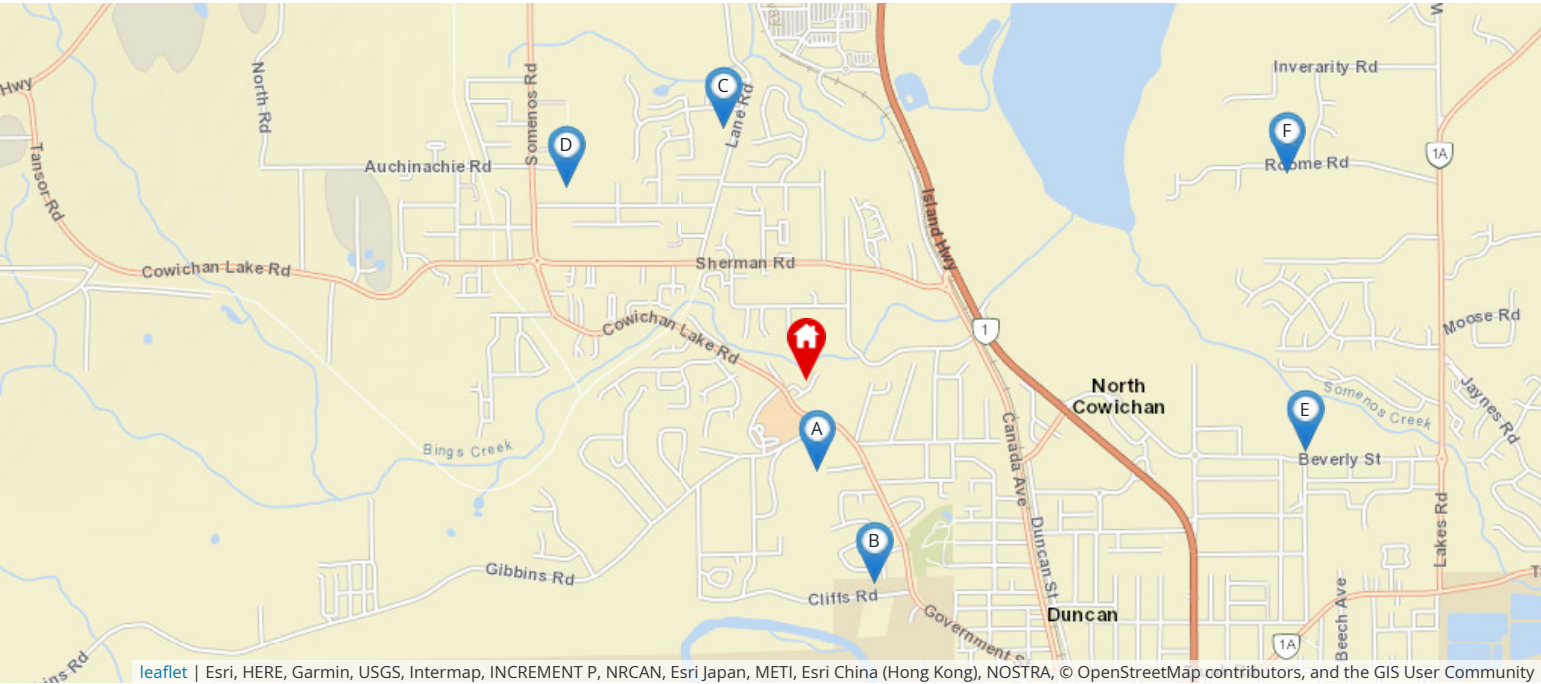 Hwy
North Rd
Somenos Rd
Lane Rd
C
D
Auchinachie Rd
Tansor Rd
Cowichan Lake Rd
Sherman Rd
Island Hwy
Inverarity Rd
F
Roome Rd
1A
Cowichan Lake Rd
1
Moose Rd
North
Cowichan
Jaynes Rd
Somenos Creek
E
Beverly St
A
Bings Creek
Canada Ave
B
Gibbins Rd
Cliffs Rd
Duncan St
Duncan
Government St
Lakes Rd
Beech Ave
1A
leaflet | Esri, HERE, Garmin, USGS, Intermap, INCREMENT P, NRCAN, Esri Japan, METI, Esri China (Hong Kong), NOSTRA, © OpenStreetMap contributors, and the GIS User Community